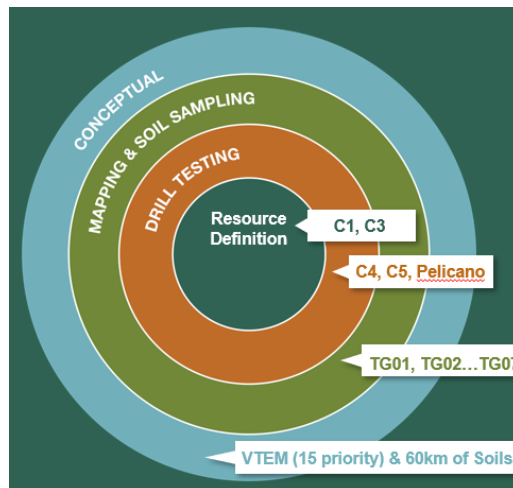 CONCEPTUAL
MAPPING & SOIL SAMPLING
DRILL TESTING
Resource
Definition
C1, C3
C4, C5, Pelicano
TG01, TG02...TG07
VTEM (15 priority) & 60km of Soils